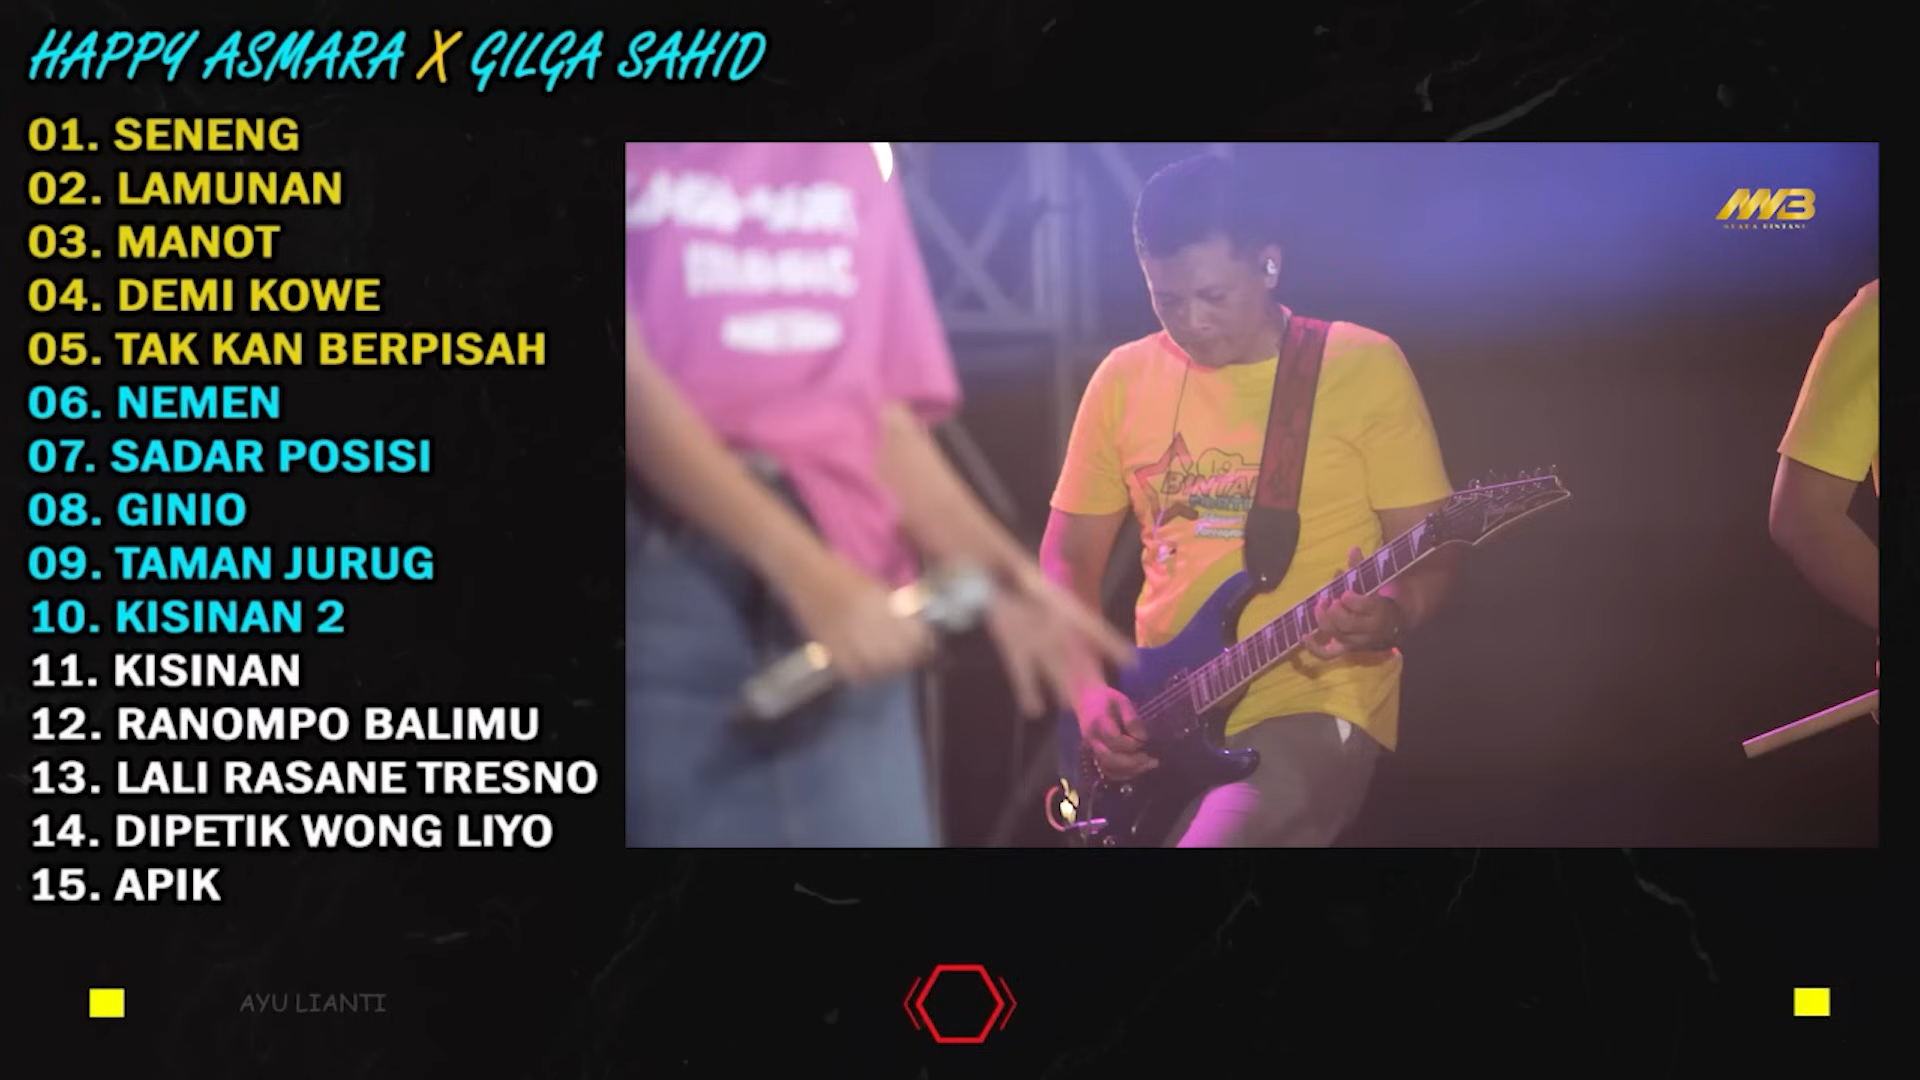 HAPPY ASMARA X GILGA SAHID
01. SENENG
02. LAMUNAN
03. MANOT
04. DEMI KOWE
05. TAK KAN BERPISAH
06. NEMEN
07. SADAR POSISI
08. GINIO
09. TAMAN JURUG
10. KISINAN 2
11. KISINAN
12. RANOMPO BALIMU
13. LALI RASANE TRESNO
14. DIPETIK WONG LIYO
15. APIK
AYU LIANTI